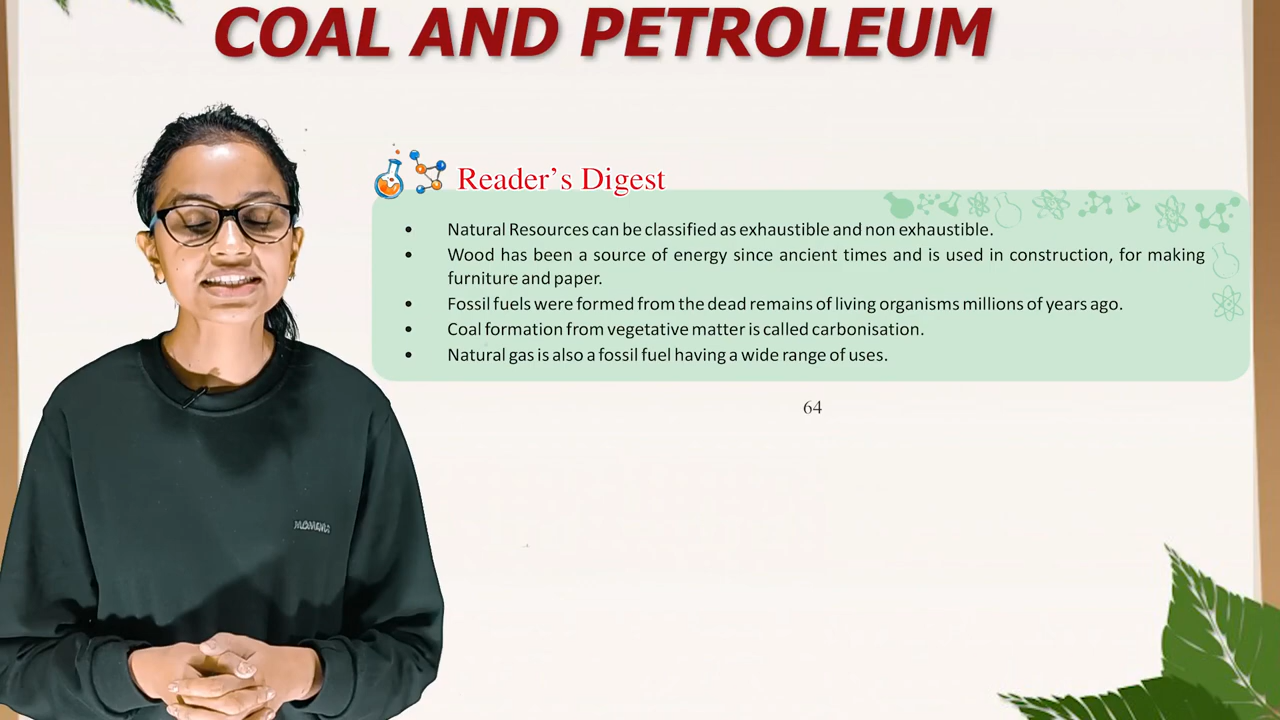 COAL AND PETROLEUM
Reader's Digest
• Natural Resources can be classified as exhaustible and non exhaustible.
• Wood has been a source of energy since ancient times and is used in construction, for making
furniture and paper.
• Fossil fuels were formed from the dead remains of living organisms millions of years ago.
• Coal formation from vegetative matter is called carbonisation.
• Natural gas is also a fossil fuel having a wide range of uses.
64